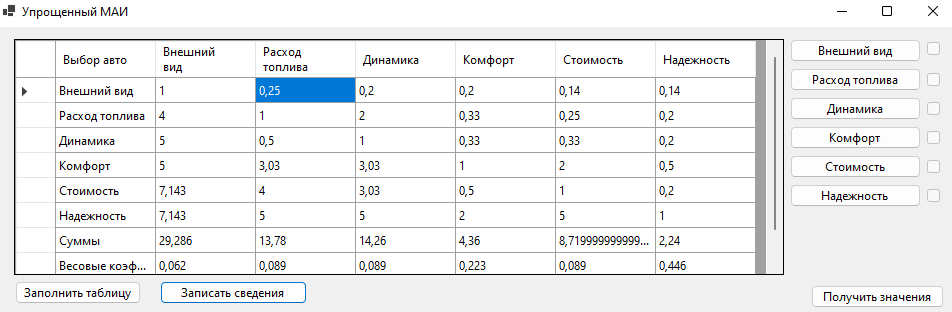 Упрощенный МАИ
Выбор авто Внешний вид Расход топлива Динамика Комфорт Стоимость Надежность
Внешний вид 1 0,25 0,2 0,2 0,14 0,14
Расход топлива 4 1 2 0,33 0,25 0,2
Динамика 5 0,5 1 0,33 0,33 0,2
Комфорт 5 3,03 3,03 1 2 0,5
Стоимость 7,143 4 3,03 0,5 1 0,2
Надежность 7,143 5 5 2 5 1
Суммы 29,286 13,78 14,26 4,36 8,719999999999... 2,24
Весовые коэф... 0,062 0,089 0,089 0,223 0,089 0,446
Внешний вид
Расход топлива
Динамика
Комфорт
Стоимость
Надежность
Заполнить таблицу Записать сведения
Получить значения